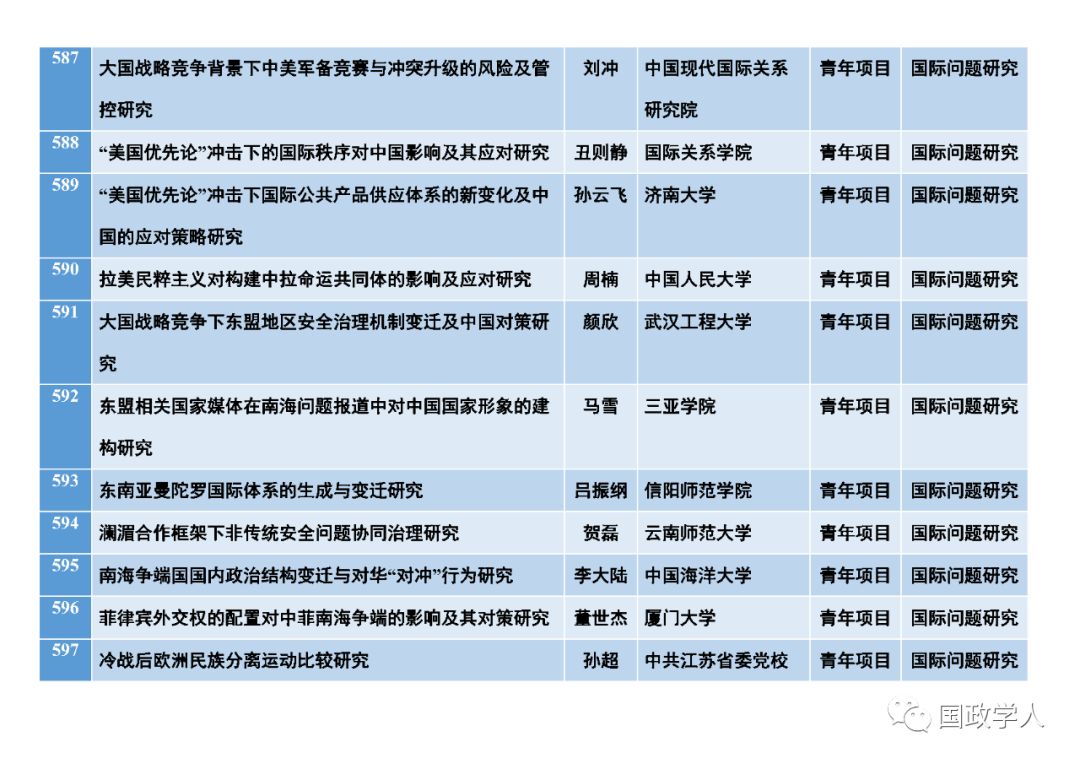 587 大国战略竞争背景下中美军备竞赛与冲突升级的风险及管 刘冲 中国现代国际关系 青年项目 国际问题研究
控研究 研究院
588 “美国优先论”冲击下的国际秩序对中国影响及其应对研究 丑则静 国际关系学院 青年项目 国际问题研究
589 “美国优先论”冲击下国际公共产品供应体系的新变化及中 孙云飞 济南大学 青年项目 国际问题研究
国的应对策略研究
590 拉美民粹主义对构建中拉命运共同体的影响及应对研究 周楠 中国人民大学 青年项目 国际问题研究
591 大国战略竞争下东盟地区安全治理机制变迁及中国对策研 颜欣 武汉工程大学 青年项目 国际问题研究
究
592 东盟相关国家媒体在南海问题报道中对中国国家形象的建 马雪 三亚学院 青年项目 国际问题研究
构研究
593 东南亚曼陀罗国际体系的生成与变迁研究 吕振纲 信阳师范学院 青年项目 国际问题研究
594 澜湄合作框架下非传统安全问题协同治理研究 贺磊 云南师范大学 青年项目 国际问题研究
595 南海争端国国内政治结构变迁与对华“对冲”行为研究 李大陆 中国海洋大学 青年项目 国际问题研究
596 菲律宾外交权的配置对中菲南海争端的影响及其对策研究 董世杰 厦门大学 青年项目 国际问题研究
597 冷战后欧洲民族分离运动比较研究 孙超 中共江苏省委党校 青年项目 国际问题研究
国政学人